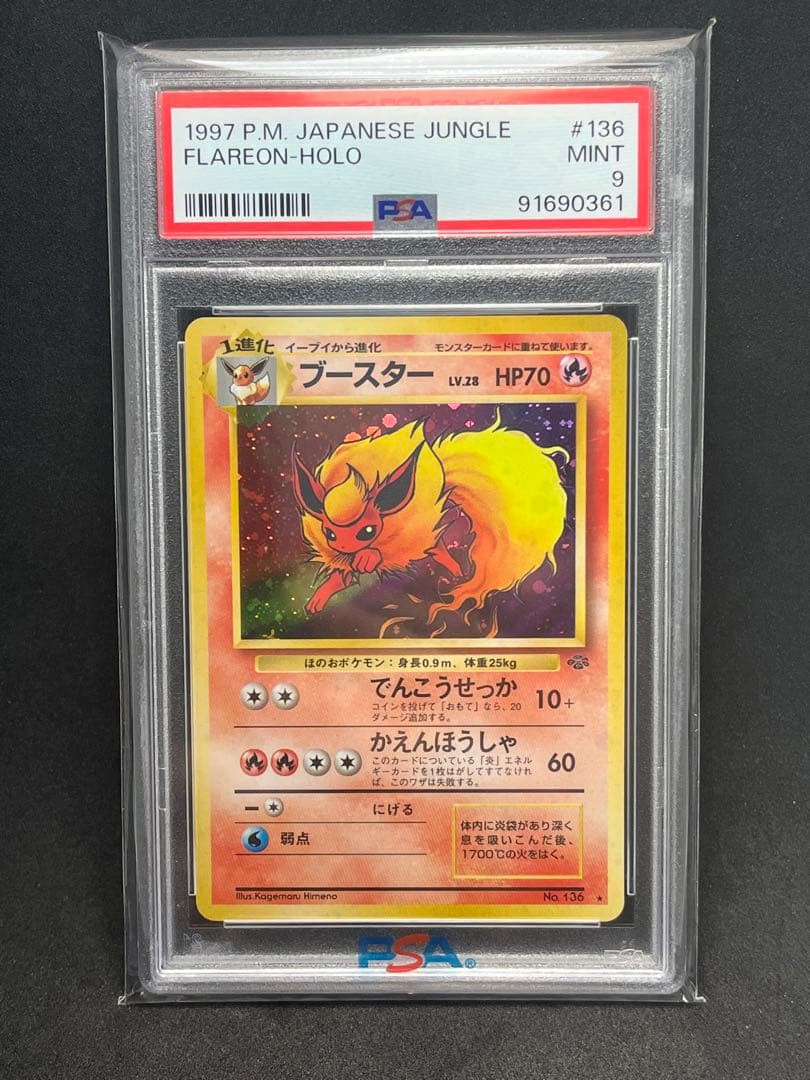 1997 P.M. JAPANESE JUNGLE #136
FLAREON-HOLO MINT
9
PSA 91690361
1進化 イーブイから進化 モンスターカードに重ねて使います。
ブースター LV.28 HP70
ほのおポケモン：身長0.9m、体重25kg
でんこうせっか 10+
コインを投げて「おもて」なら、20
ダメージ追加する。
かえんほうしゃ 60
このカードについている「炎」エネル
ギーカードを1枚はがしてすてなけれ
ば、このワザは失敗する。
にげる
弱点
体内に炎袋があり深く
息を吸いこんだ後、
1700℃の火をはく。
Illus.Kagemaru Himeno No. 136 ★
PSA®